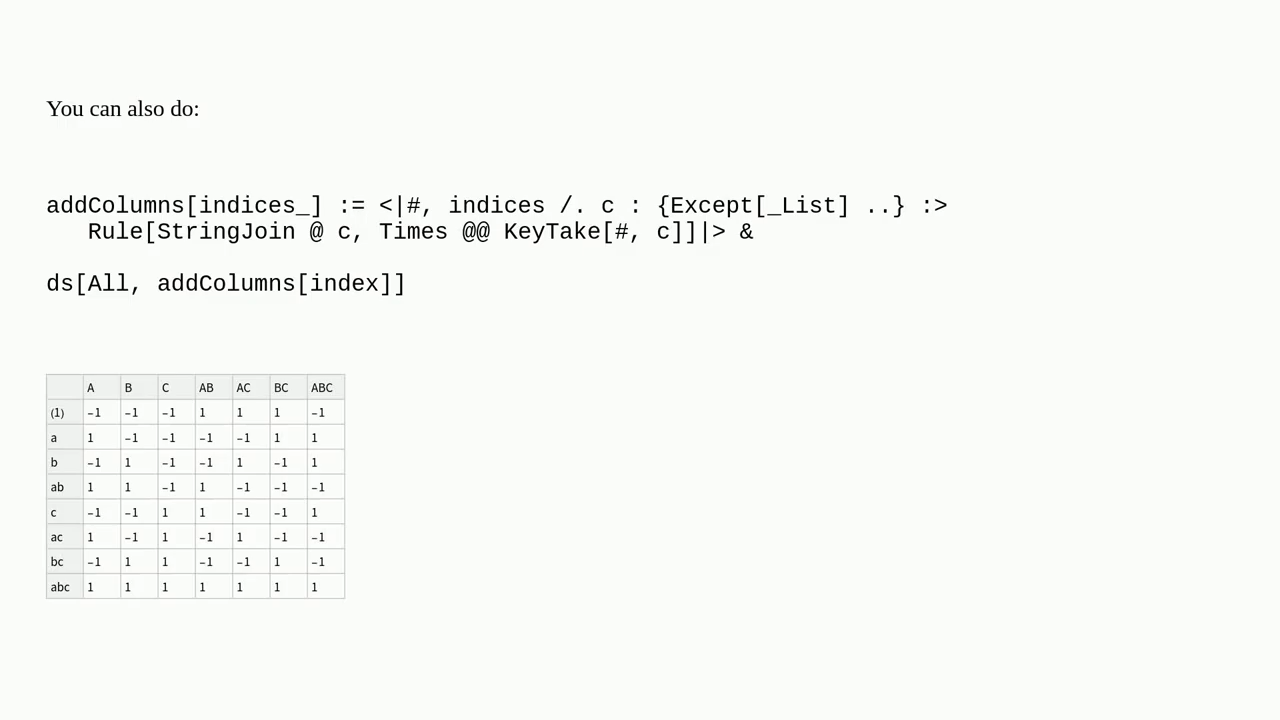 You can also do:
addColumns[indices_] := <|#, indices /. c : {Except[_List] ..} :>
Rule[StringJoin @ c, Times @@ KeyTake[#, c]]|> &
ds[All, addColumns[index]]
A B C AB AC BC ABC
(1) −1 −1 −1 1 1 1 −1
a 1 −1 −1 −1 −1 1 1
b −1 1 −1 −1 1 −1 1
ab 1 1 −1 1 −1 −1 −1
c −1 −1 1 1 −1 −1 1
ac 1 −1 1 −1 1 −1 −1
bc −1 1 1 −1 −1 1 −1
abc 1 1 1 1 1 1 1